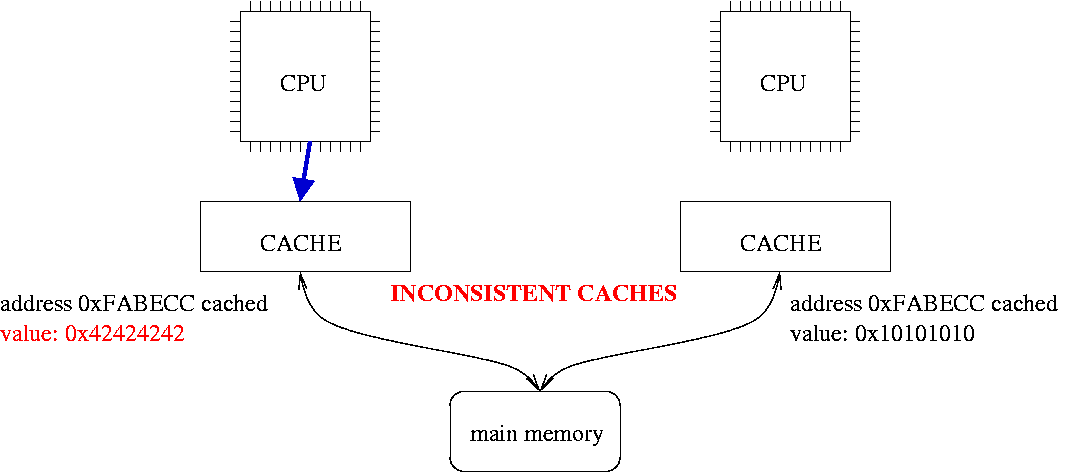 CPU
CPU
CACHE
CACHE
INCONSISTENT CACHES
address 0xFABECC cached
value: 0x42424242
address 0xFABECC cached
value: 0x10101010
main memory